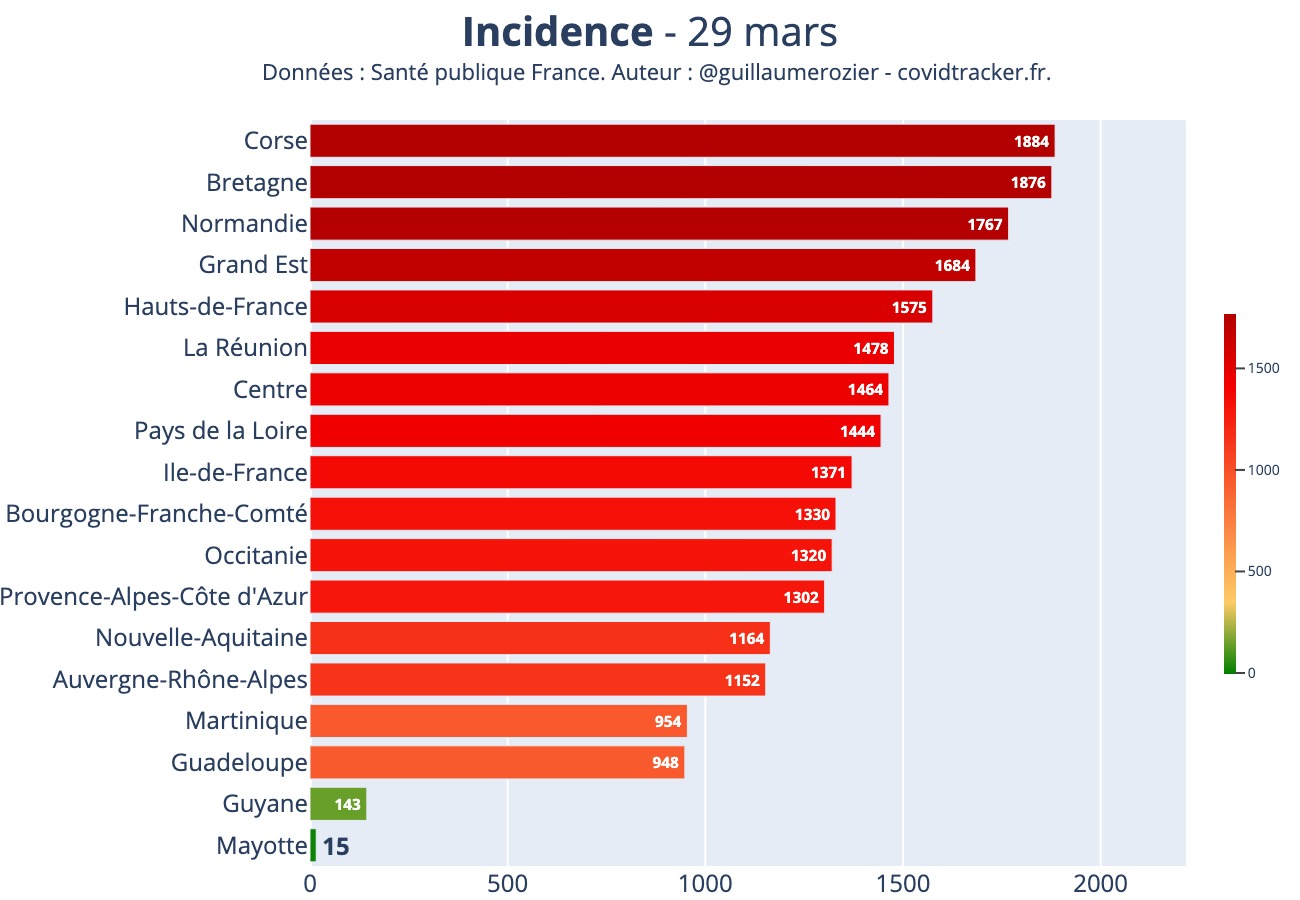 Incidence - 29 mars
Données : Santé publique France. Auteur : @guillaumerozier - covidtracker.fr.
Corse 1884
Bretagne 1876
Normandie 1767
Grand Est 1684
Hauts-de-France 1575
La Réunion 1478
Centre 1464
Pays de la Loire 1444
Ile-de-France 1371
Bourgogne-Franche-Comté 1330
Occitanie 1320
Provence-Alpes-Côte d'Azur 1302
Nouvelle-Aquitaine 1164
Auvergne-Rhône-Alpes 1152
Martinique 954
Guadeloupe 948
Guyane 143
Mayotte 15
0 500 1000 1500 2000
1500
1000
500
0